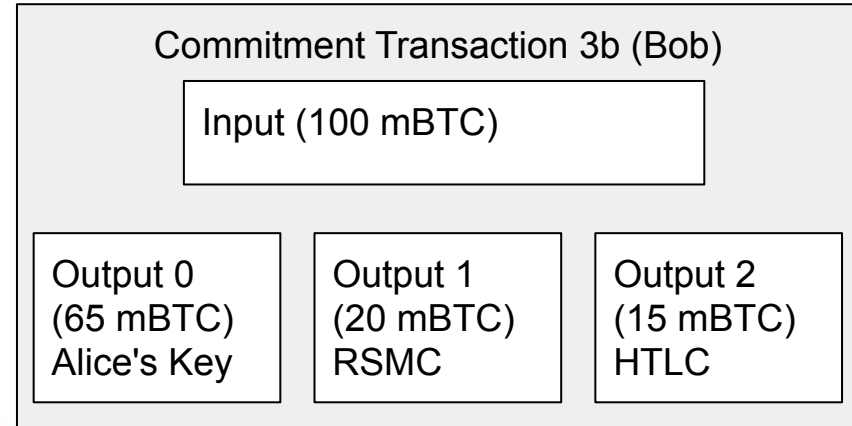 Commitment Transaction 3b (Bob)
Input (100 mBTC)
Output 0
(65 mBTC)
Alice's Key
Output 1
(20 mBTC)
RSMC
Output 2
(15 mBTC)
HTLC